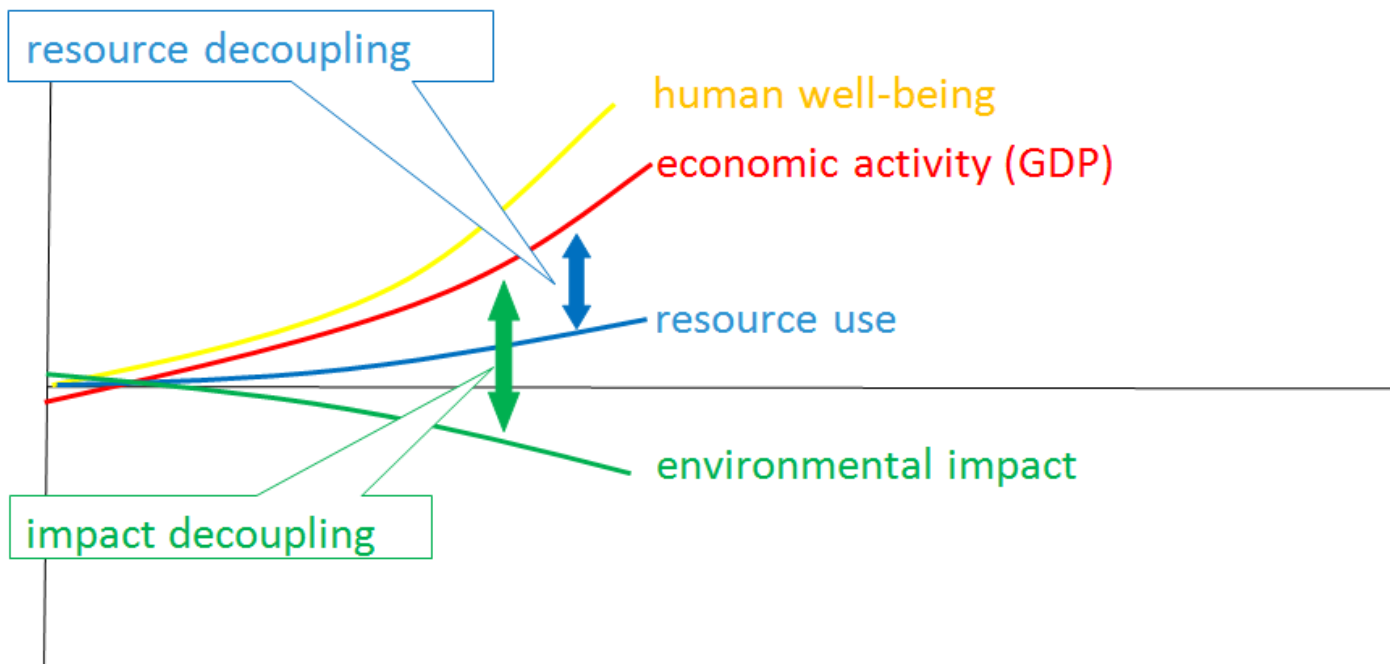 resource decoupling
human well-being
economic activity (GDP)
resource use
environmental impact
impact decoupling